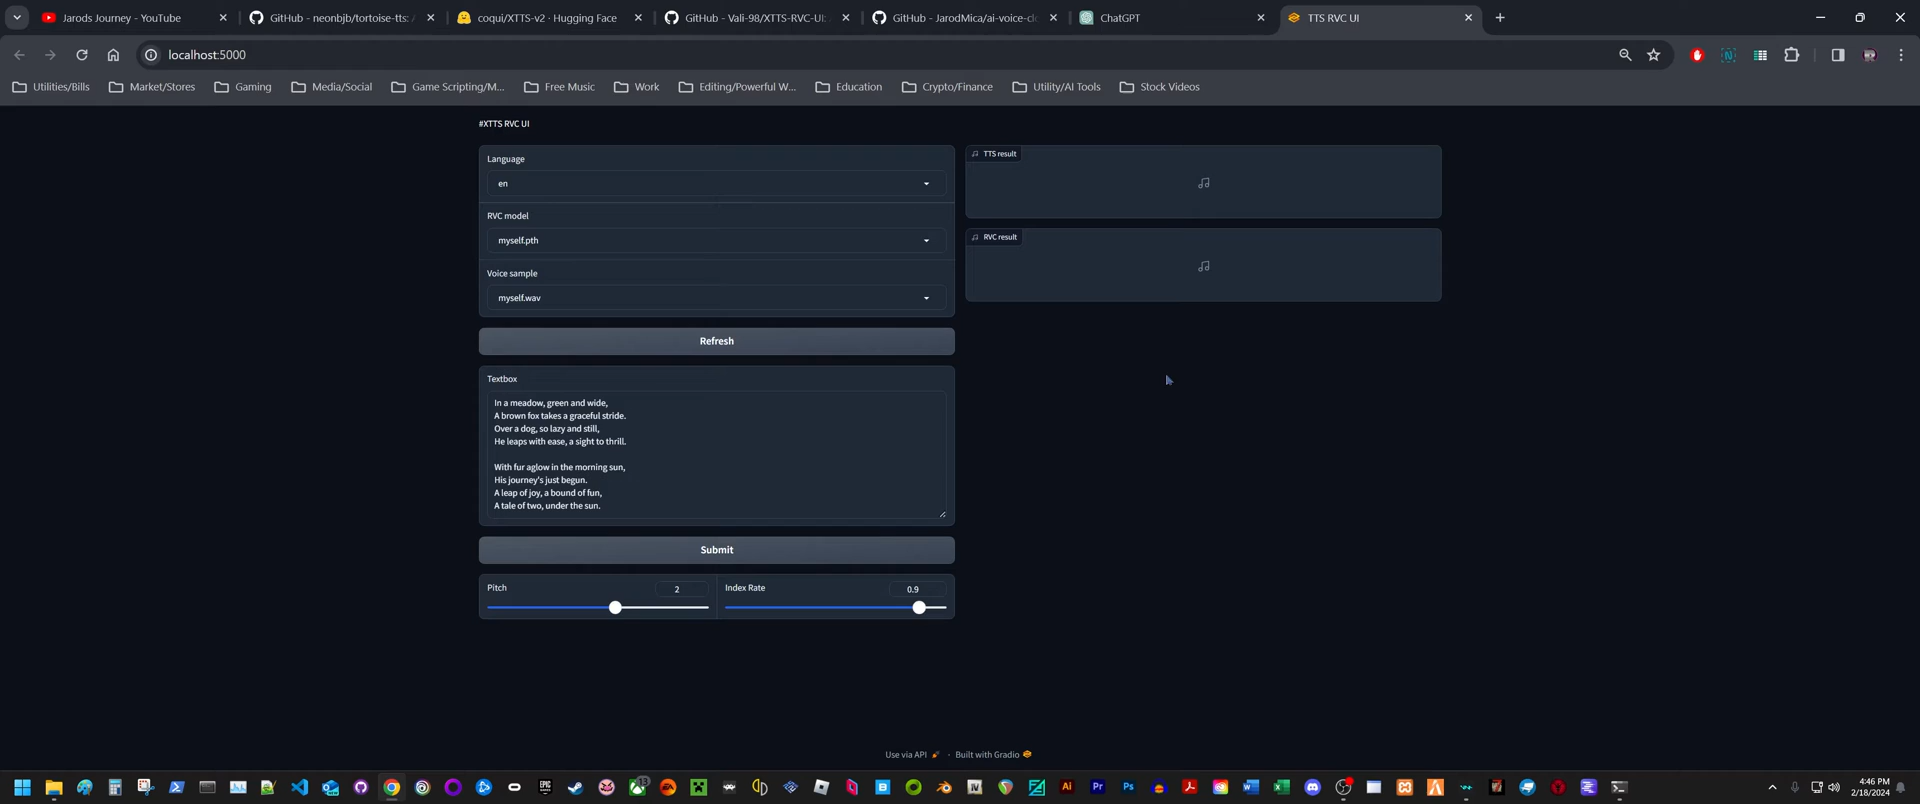 Jarods Journey - YouTube
GitHub - neonbjb/tortoise-tts: A
coqui/XTTS-v2 · Hugging Face
GitHub - Vali-98/XTTS-RVC-UI:
GitHub - JarodMica/ai-voice-cl
ChatGPT
TTS RVC UI
localhost:5000
Utilities/Bills
Market/Stores
Gaming
Media/Social
Game Scripting/M...
Free Music
Work
Editing/Powerful W...
Education
Crypto/Finance
Utility/AI Tools
Stock Videos
#XTTS RVC UI
Language
en
RVC model
myself.pth
Voice sample
myself.wav
Refresh
Textbox
In a meadow, green and wide,
A brown fox takes a graceful stride.
Over a dog, so lazy and still,
He leaps with ease, a sight to thrill.
With fur aglow in the morning sun,
His journey's just begun.
A leap of joy, a bound of fun,
A tale of two, under the sun.
Submit
Pitch
2
Index Rate
0.9
TTS result
RVC result
Use via API
·
Built with Gradio
EPIC
GAMES
13
Ai
Pr
Ps
4:46 PM
2/18/2024